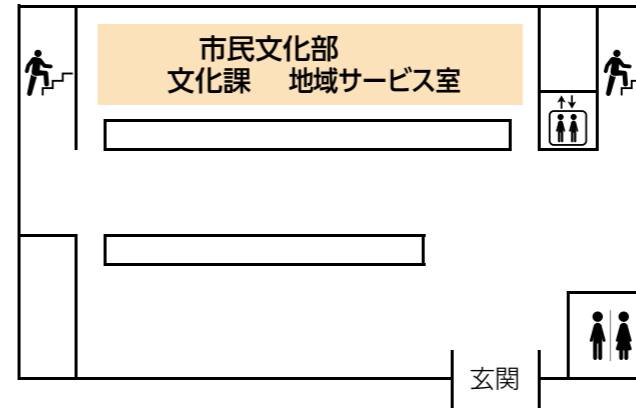 市民文化部
文化課 地域サービス室
玄関